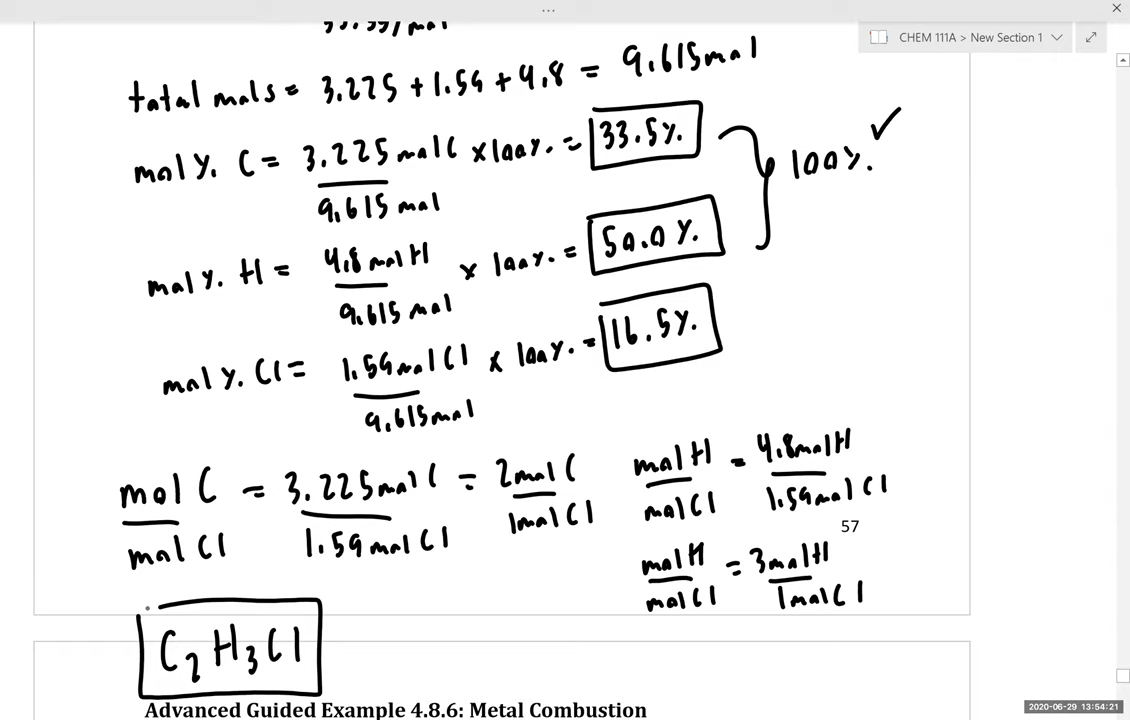 CHEM 111A > New Section 1
total mols = 3.225 + 1.59 + 4.8 = 9.615 mol
mol %. C = 3.225 mol C / 9.615 mol × 100 %. = 33.5 %.
100 %. ✓
mol %. H = 4.8 mol H / 9.615 mol × 100 %. = 50.0 %.
mol %. Cl = 1.59 mol Cl / 9.615 mol × 100 %. = 16.5 %.
mol C / mol Cl = 3.225 mol C / 1.59 mol Cl = 2 mol C / 1 mol Cl
mol H / mol Cl = 4.8 mol H / 1.59 mol Cl
57
mol H / mol Cl = 3 mol H / 1 mol Cl
C₂H₃Cl
Advanced Guided Example 4.8.6: Metal Combustion
2020-06-29 13:54:21